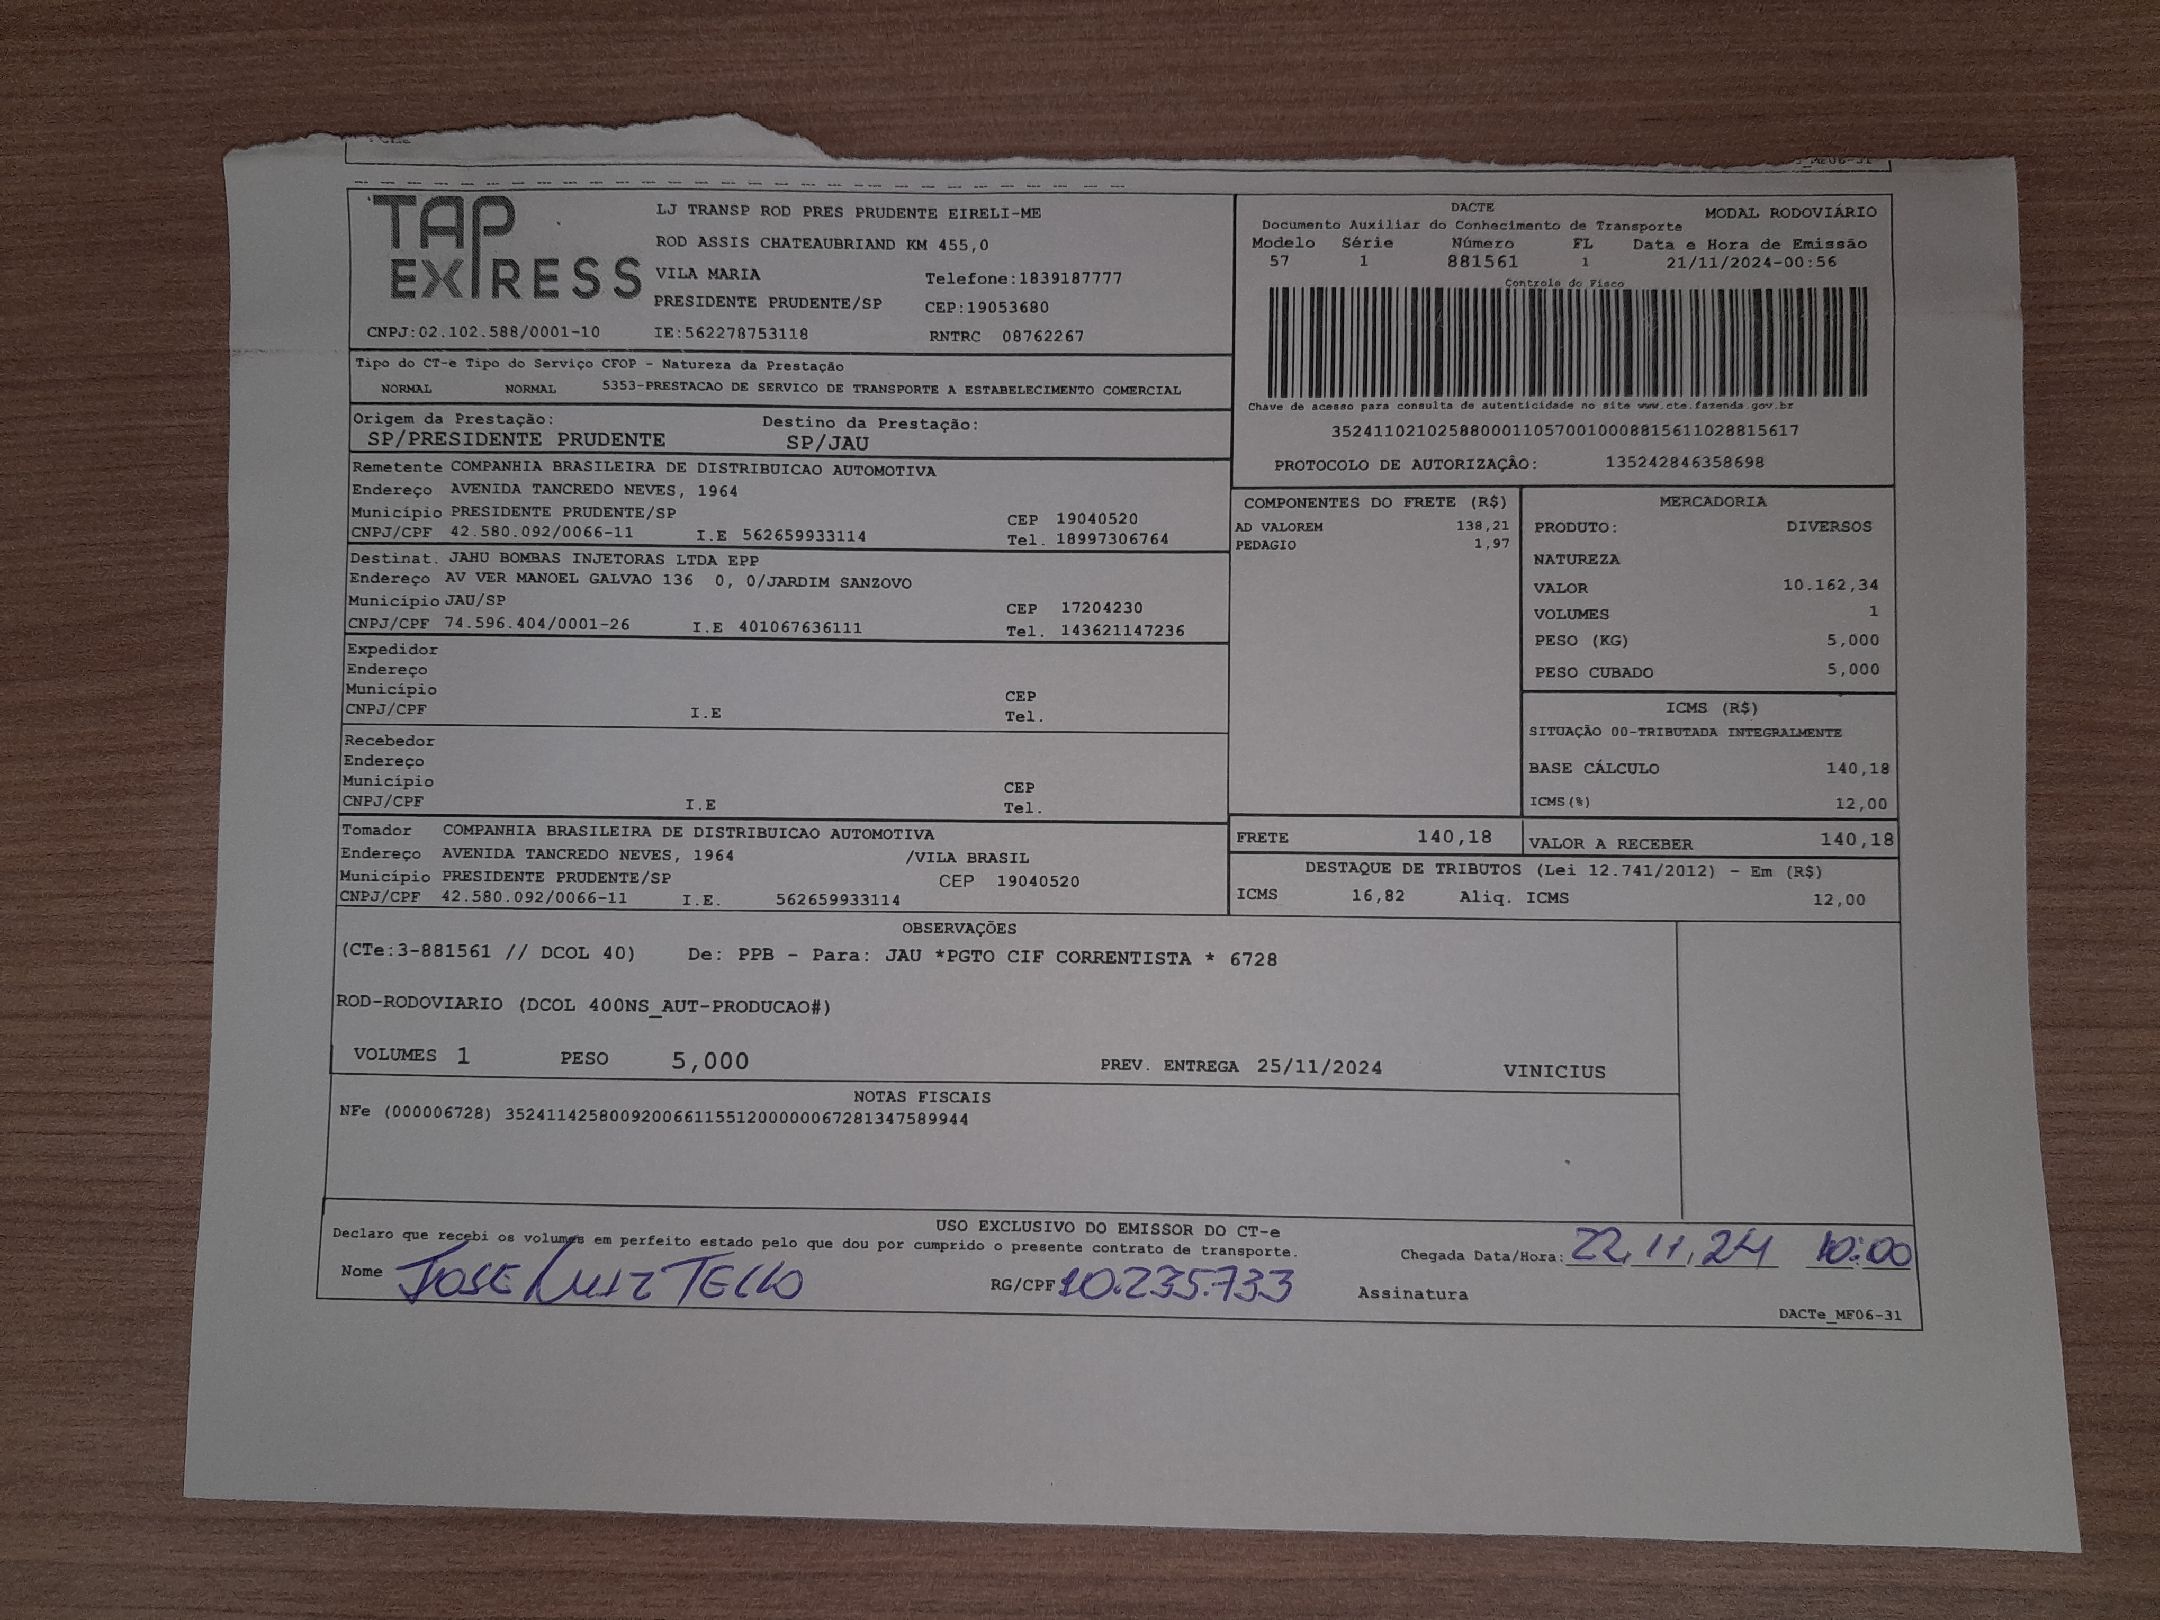 TAP
EXPRESS
LJ TRANSP ROD PRES PRUDENTE EIRELI-ME
ROD ASSIS CHATEAUBRIAND KM 455,0
VILA MARIA Telefone:1839187777
PRESIDENTE PRUDENTE/SP CEP:19053680
CNPJ:02.102.588/0001-10 IE:562278753118 RNTRC 08762267
DACTE MODAL RODOVIÁRIO
Documento Auxiliar do Conhecimento de Transporte
Modelo Série Número FL Data e Hora de Emissão
57 1 881561 1 21/11/2024-00:56
Controle do Fisco
Chave de acesso para consulta de autenticidade no site www.cte.fazenda.gov.br
35241102102588000110570010008815611028815617
PROTOCOLO DE AUTORIZAÇÃO: 135242846358698
Tipo do CT-e Tipo do Serviço CFOP - Natureza da Prestação
NORMAL NORMAL 5353-PRESTACAO DE SERVICO DE TRANSPORTE A ESTABELECIMENTO COMERCIAL
Origem da Prestação: Destino da Prestação:
SP/PRESIDENTE PRUDENTE SP/JAU
Remetente COMPANHIA BRASILEIRA DE DISTRIBUICAO AUTOMOTIVA
Endereço AVENIDA TANCREDO NEVES, 1964
Município PRESIDENTE PRUDENTE/SP CEP 19040520
CNPJ/CPF 42.580.092/0066-11 I.E 562659933114 Tel. 18997306764
Destinat. JAHU BOMBAS INJETORAS LTDA EPP
Endereço AV VER MANOEL GALVAO 136 0, 0/JARDIM SANZOVO
Município JAU/SP CEP 17204230
CNPJ/CPF 74.596.404/0001-26 I.E 401067636111 Tel. 143621147236
Expedidor
Endereço
Município CEP
CNPJ/CPF I.E Tel.
Recebedor
Endereço
Município CEP
CNPJ/CPF I.E Tel.
Tomador COMPANHIA BRASILEIRA DE DISTRIBUICAO AUTOMOTIVA
Endereço AVENIDA TANCREDO NEVES, 1964 /VILA BRASIL
Município PRESIDENTE PRUDENTE/SP CEP 19040520
CNPJ/CPF 42.580.092/0066-11 I.E. 562659933114
COMPONENTES DO FRETE (R$)
AD VALOREM 138,21
PEDAGIO 1,97
MERCADORIA
PRODUTO: DIVERSOS
NATUREZA
VALOR 10.162,34
VOLUMES 1
PESO (KG) 5,000
PESO CUBADO 5,000
ICMS (R$)
SITUAÇÃO 00-TRIBUTADA INTEGRALMENTE
BASE CÁLCULO 140,18
ICMS(%) 12,00
FRETE 140,18 VALOR A RECEBER 140,18
DESTAQUE DE TRIBUTOS (Lei 12.741/2012) - Em (R$)
ICMS 16,82 Aliq. ICMS 12,00
OBSERVAÇÕES
(CTe:3-881561 // DCOL 40) De: PPB - Para: JAU *PGTO CIF CORRENTISTA * 6728
ROD-RODOVIARIO (DCOL 400NS_AUT-PRODUCAO#)
VOLUMES 1 PESO 5,000 PREV. ENTREGA 25/11/2024 VINICIUS
NOTAS FISCAIS
NFe (000006728) 35241142580092006611551200000067281347589944
USO EXCLUSIVO DO EMISSOR DO CT-e
Declaro que recebi os volumes em perfeito estado pelo que dou por cumprido o presente contrato de transporte. Chegada Data/Hora: 22.11.24 10:00
Nome JOSE LUIZ TELLO RG/CPF 10.235.733 Assinatura
DACTe_MF06-31